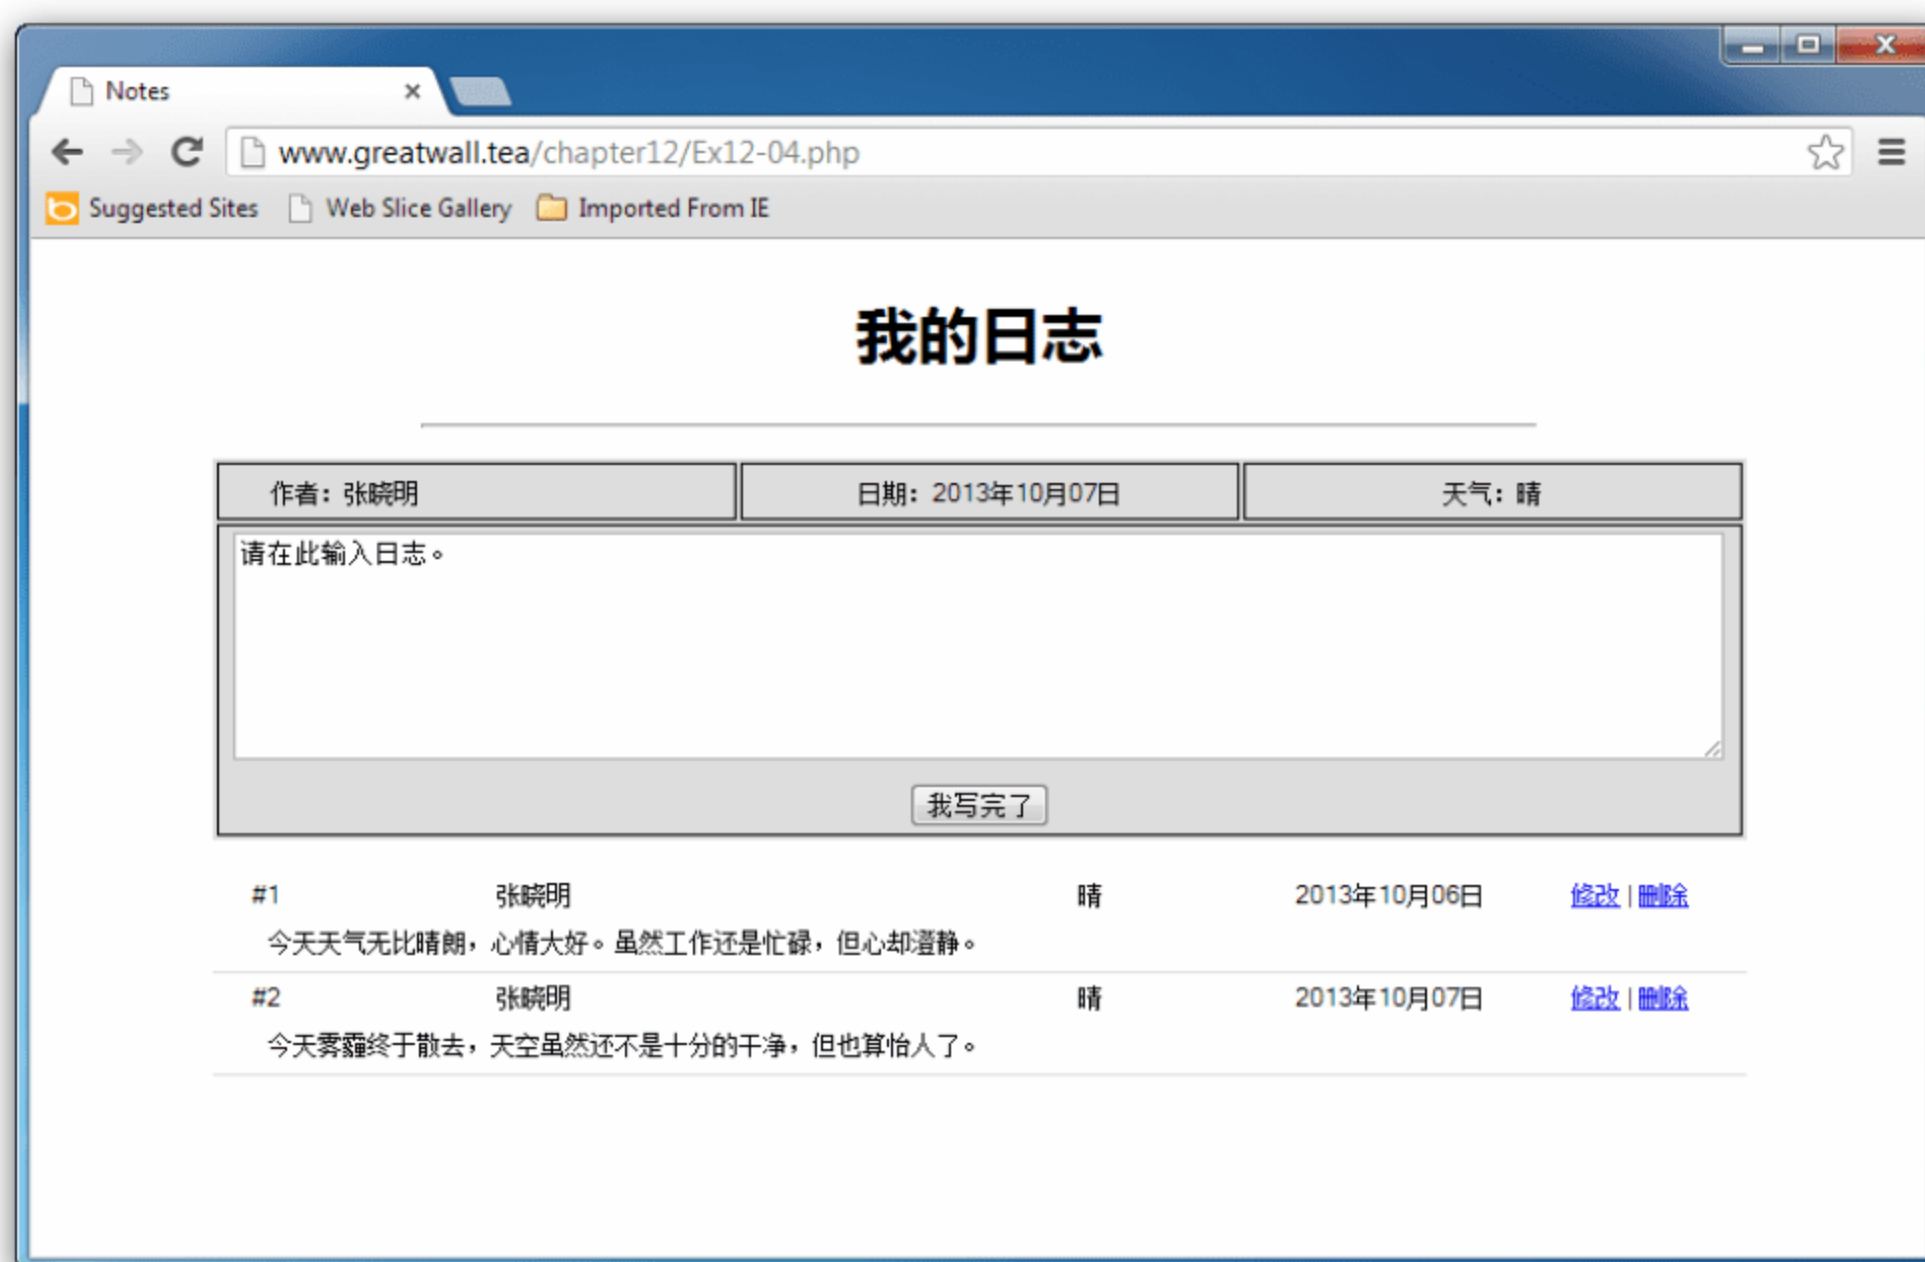 Notes
www.greatwall.tea/chapter12/Ex12-04.php
Suggested Sites Web Slice Gallery Imported From IE
我的日志
作者：张晓明 日期：2013年10月07日 天气：晴
请在此输入日志。
我写完了
#1 张晓明 晴 2013年10月06日 修改 | 删除
今天天气无比晴朗，心情大好。虽然工作还是忙碌，但心却澄静。
#2 张晓明 晴 2013年10月07日 修改 | 删除
今天雾霾终于散去，天空虽然还不是十分的干净，但也算怡人了。